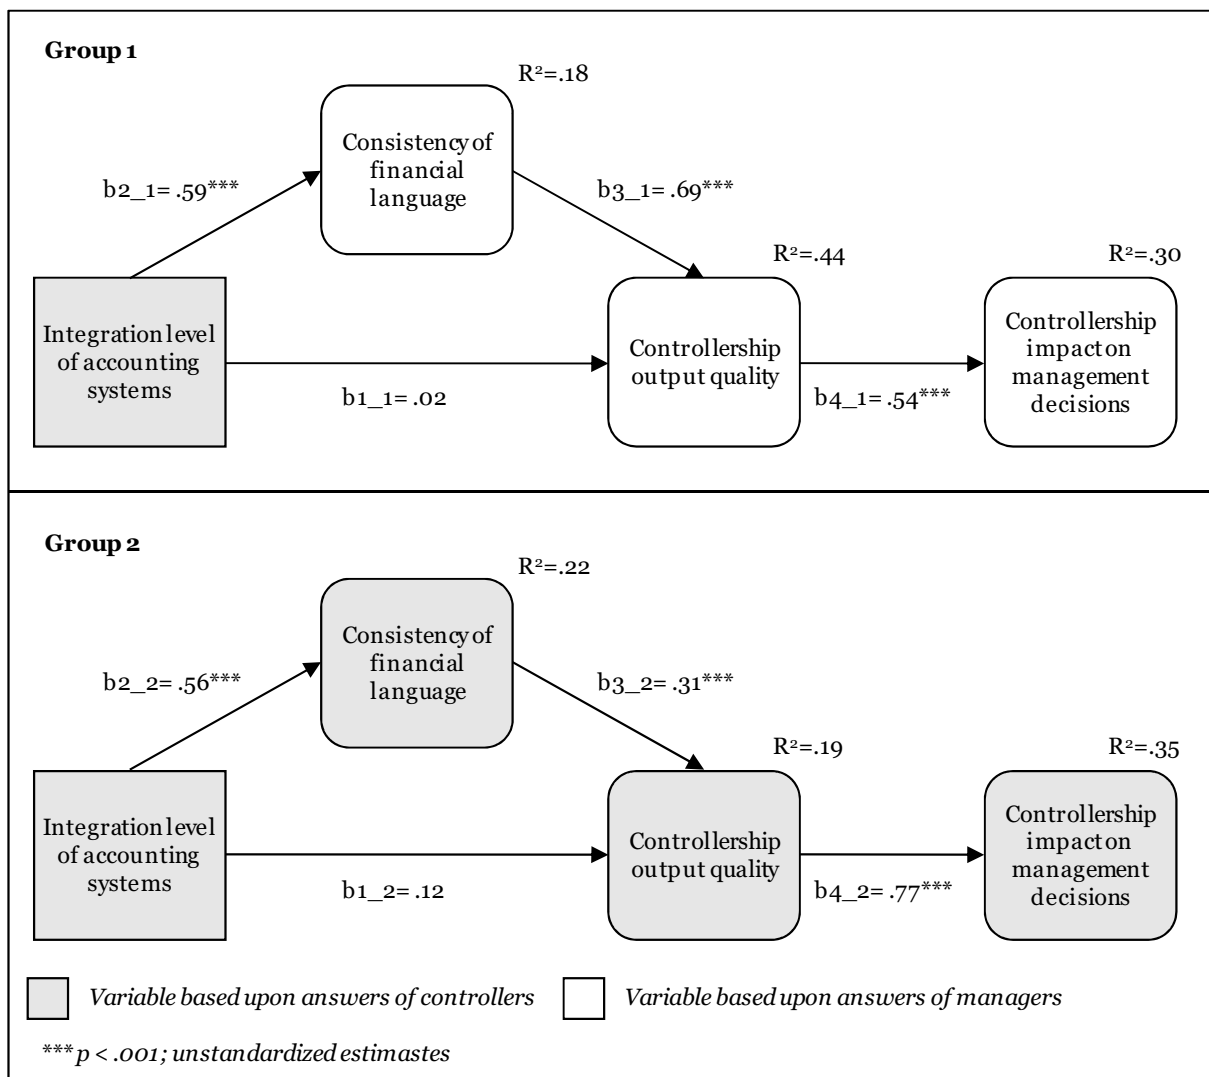 Group 1
R²=.18
Consistency of
financial
language
b2_1= .59***
b3_1= .69***
R²=.44
R²=.30
Integration level
of accounting
systems
Controllership
output quality
Controllership
impact on
management
decisions
b1_1= .02
b4_1= .54***
Group 2
R²=.22
Consistency of
financial
language
b2_2= .56***
b3_2= .31***
R²=.19
R²=.35
Integration level
of accounting
systems
Controllership
output quality
Controllership
impact on
management
decisions
b1_2= .12
b4_2= .77***
Variable based upon answers of controllers
Variable based upon answers of managers
*** p < .001; unstandardized estimastes